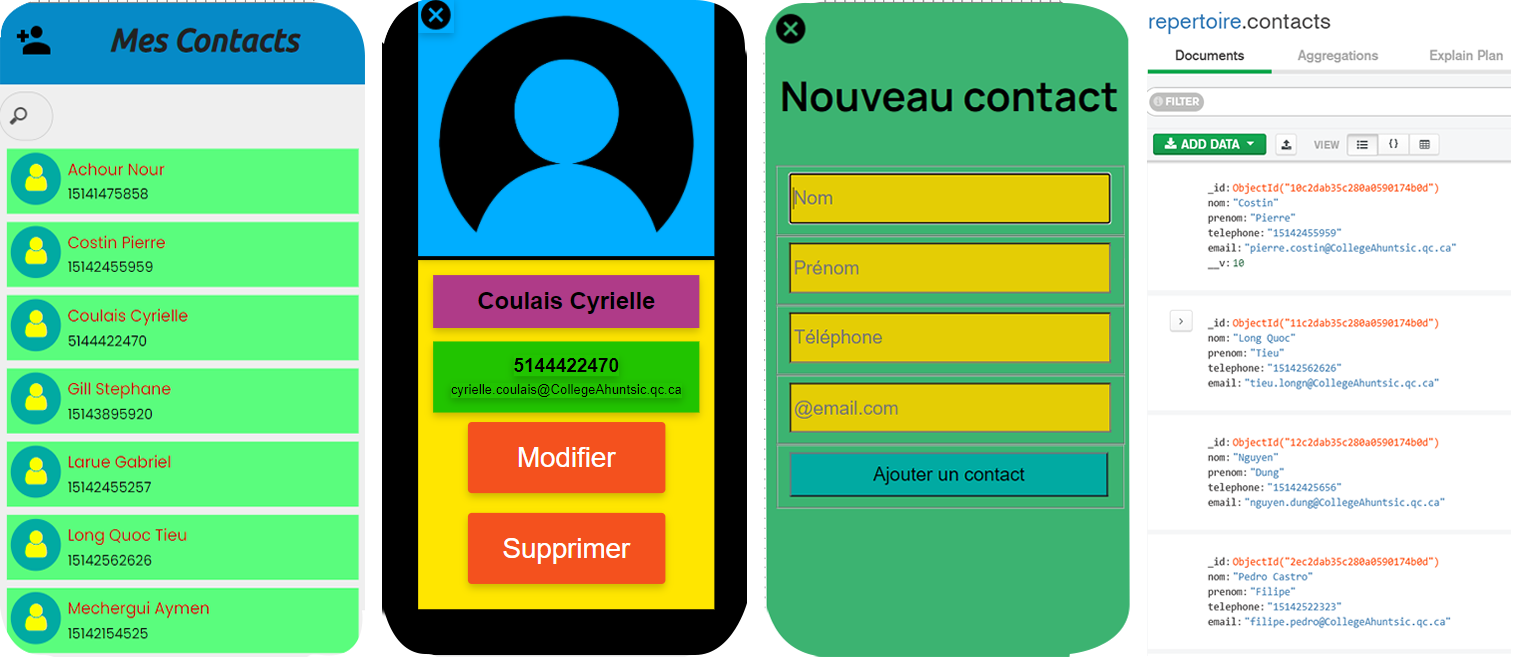 Mes Contacts
Achour Nour
15141475858
Costin Pierre
15142455959
Coulais Cyrielle
5144422470
Gill Stephane
15143895920
Larue Gabriel
15142455257
Long Quoc Tieu
15142562626
Mechergui Aymen
15142154525
Coulais Cyrielle
5144422470
cyrielle.coulais@CollegeAhuntsic.qc.ca
Modifier
Supprimer
Nouveau contact
Nom
Prénom
Téléphone
@email.com
Ajouter un contact
repertoire.contacts
Documents Aggregations Explain Plan
FILTER
ADD DATA VIEW {}
_id: ObjectId("10c2dab35c280a0590174b0d")
nom: "Costin"
prenom: "Pierre"
telephone: "15142455959"
email: "pierre.costin@CollegeAhuntsic.qc.ca"
__v: 10
_id: ObjectId("11c2dab35c280a0590174b0d")
nom: "Long Quoc"
prenom: "Tieu"
telephone: "15142562626"
email: "tieu.longn@CollegeAhuntsic.qc.ca"
_id: ObjectId("12c2dab35c280a0590174b0d")
nom: "Nguyen"
prenom: "Dung"
telephone: "15142425656"
email: "nguyen.dung@CollegeAhuntsic.qc.ca"
_id: ObjectId("2ec2dab35c280a0590174b0d")
nom: "Pedro Castro"
prenom: "Filipe"
telephone: "15142522323"
email: "filipe.pedro@CollegeAhuntsic.qc.ca"